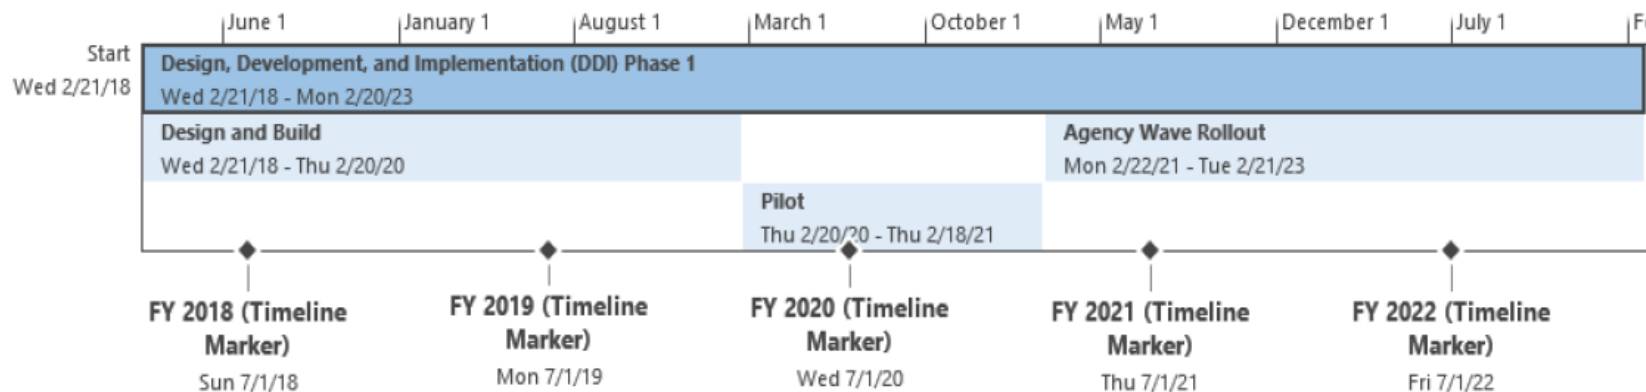 June 1
January 1
August 1
March 1
October 1
May 1
December 1
July 1
Start
Wed 2/21/18
Design, Development, and Implementation (DDI) Phase 1
Wed 2/21/18 - Mon 2/20/23
Design and Build
Wed 2/21/18 - Thu 2/20/20
Agency Wave Rollout
Mon 2/22/21 - Tue 2/21/23
Pilot
Thu 2/20/20 - Thu 2/18/21
FY 2018 (Timeline
Marker)
Sun 7/1/18
FY 2019 (Timeline
Marker)
Mon 7/1/19
FY 2020 (Timeline
Marker)
Wed 7/1/20
FY 2021 (Timeline
Marker)
Thu 7/1/21
FY 2022 (Timeline
Marker)
Fri 7/1/22